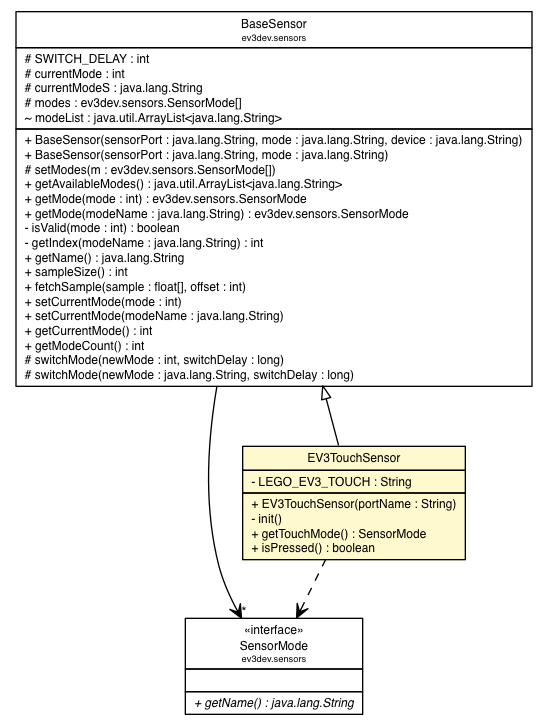 BaseSensor
ev3dev.sensors
# SWITCH_DELAY : int
# currentMode : int
# currentModeS : java.lang.String
# modes : ev3dev.sensors.SensorMode[]
~ modeList : java.util.ArrayList<java.lang.String>
+ BaseSensor(sensorPort : java.lang.String, mode : java.lang.String, device : java.lang.String)
+ BaseSensor(sensorPort : java.lang.String, mode : java.lang.String)
# setModes(m : ev3dev.sensors.SensorMode[])
+ getAvailableModes() : java.util.ArrayList<java.lang.String>
+ getMode(mode : int) : ev3dev.sensors.SensorMode
+ getMode(modeName : java.lang.String) : ev3dev.sensors.SensorMode
- isValid(mode : int) : boolean
- getIndex(modeName : java.lang.String) : int
+ getName() : java.lang.String
+ sampleSize() : int
+ fetchSample(sample : float[], offset : int)
+ setCurrentMode(mode : int)
+ setCurrentMode(modeName : java.lang.String)
+ getCurrentMode() : int
+ getModeCount() : int
# switchMode(newMode : int, switchDelay : long)
# switchMode(newMode : java.lang.String, switchDelay : long)
EV3TouchSensor
- LEGO_EV3_TOUCH : String
+ EV3TouchSensor(portName : String)
- init()
+ getTouchMode() : SensorMode
+ isPressed() : boolean
*
«interface»
SensorMode
ev3dev.sensors
+ getName() : java.lang.String